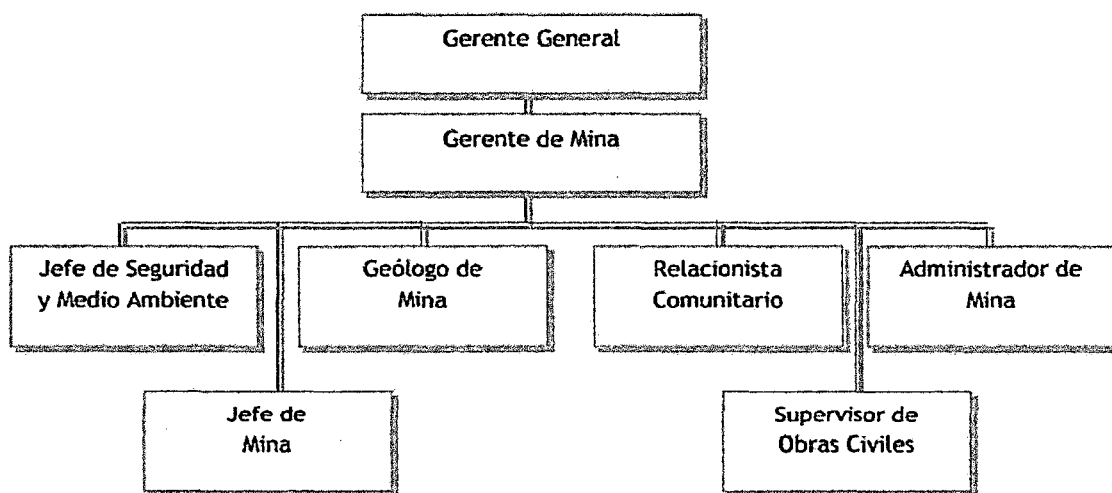 Gerente General
Gerente de Mina
Jefe de Seguridad
y Medio Ambiente
Geólogo de
Mina
Relacionista
Comunitario
Administrador de
Mina
Jefe de
Mina
Supervisor de
Obras Civiles